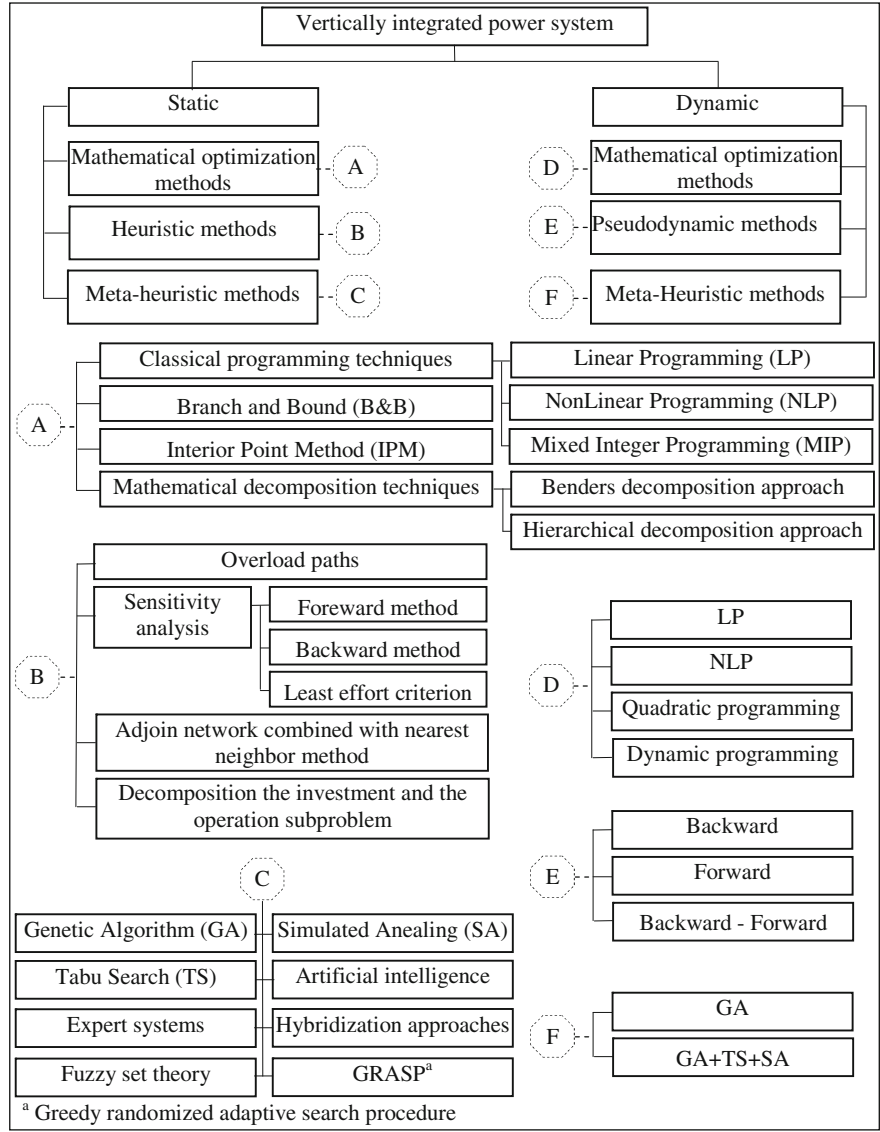 Vertically integrated power system
Static
Dynamic
Mathematical optimization
methods
A
D
Mathematical optimization
methods
Heuristic methods
B
E
Pseudodynamic methods
Meta-heuristic methods
C
F
Meta-Heuristic methods
A
Classical programming techniques
Linear Programming (LP)
Branch and Bound (B&B)
NonLinear Programming (NLP)
Interior Point Method (IPM)
Mixed Integer Programming (MIP)
Mathematical decomposition techniques
Benders decomposition approach
Hierarchical decomposition approach
B
Overload paths
Sensitivity
analysis
Foreward method
Backward method
Least effort criterion
Adjoin network combined with nearest
neighbor method
Decomposition the investment and the
operation subproblem
D
LP
NLP
Quadratic programming
Dynamic programming
E
Backward
Forward
Backward - Forward
C
Genetic Algorithm (GA)
Simulated Anealing (SA)
Tabu Search (TS)
Artificial intelligence
Expert systems
Hybridization approaches
Fuzzy set theory
GRASPª
F
GA
GA+TS+SA
ª Greedy randomized adaptive search procedure